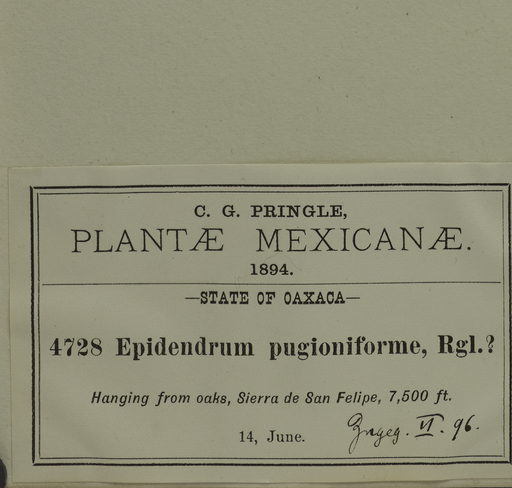 C. G. PRINGLE,
PLANTÆ MEXICANÆ.
1894.
—STATE OF OAXACA—
4728 Epidendrum pugioniforme, Rgl.?
Hanging from oaks, Sierra de San Felipe, 7,500 ft.
14, June. VI. 96.